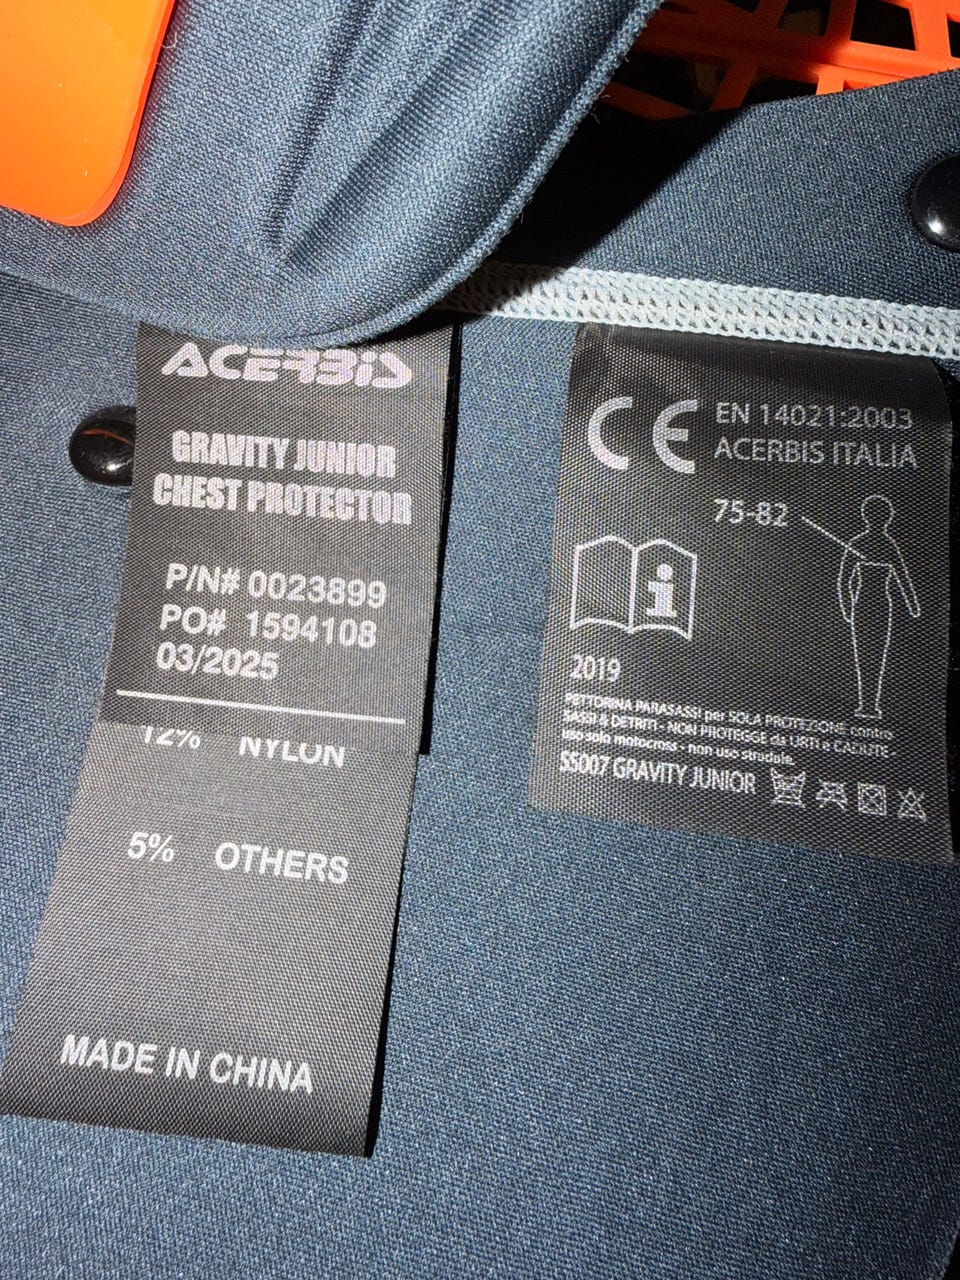 ACERBIS
GRAVITY JUNIOR
CHEST PROTECTOR
P/N# 0023899
PO# 1594108
03/2025
12% NYLON
5% OTHERS
MADE IN CHINA
CE EN 14021:2003
ACERBIS ITALIA
75-82
i
2019
PETTORINA PARASASSI per SOLA PROTEZIONE contro
SASSI & DETRITI - NON PROTEGGE da URTI e CADUTE -
uso solo motocross - non uso stradale.
SS007 GRAVITY JUNIOR